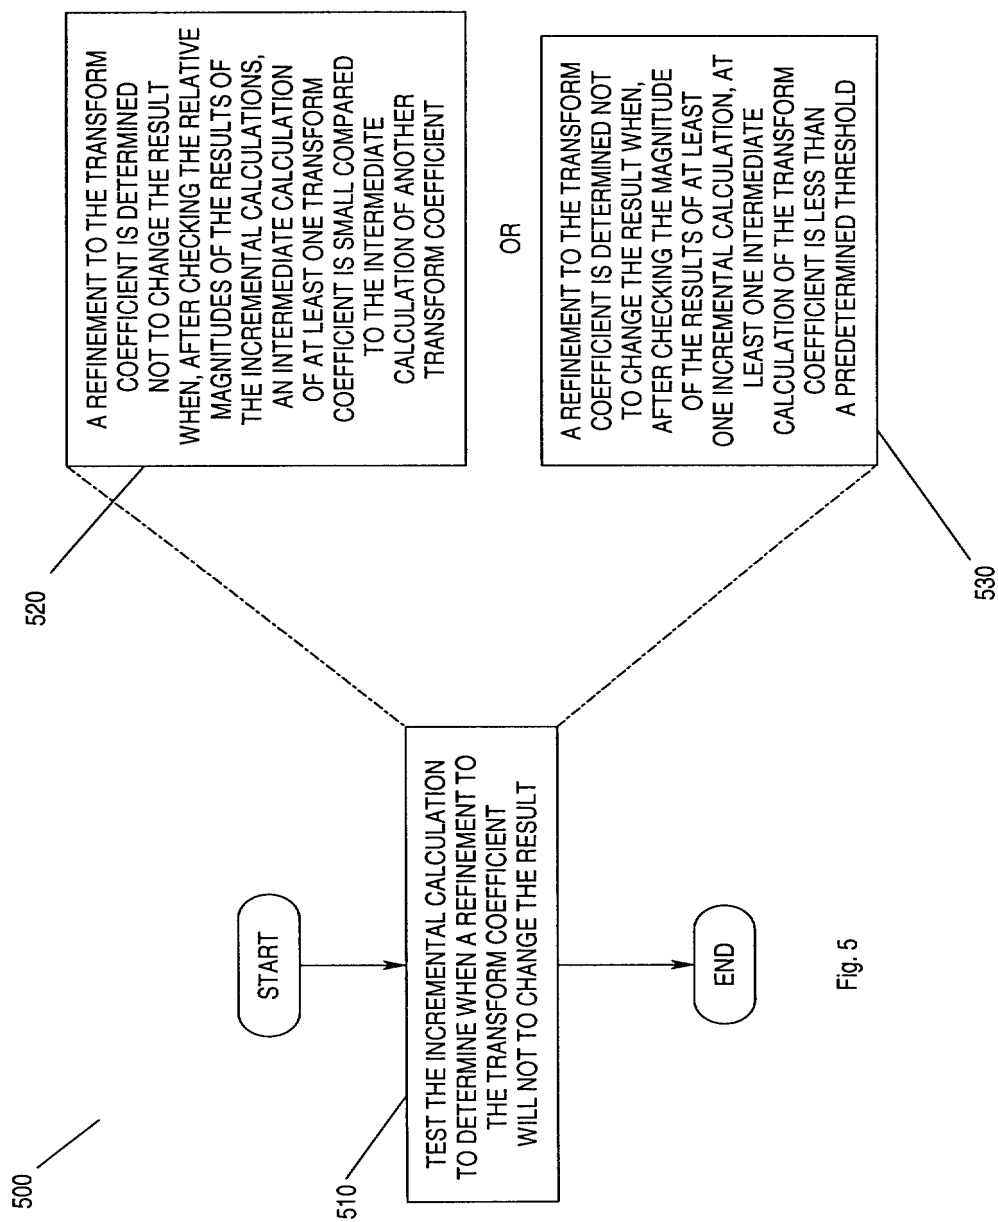 500
START
510
TEST THE INCREMENTAL CALCULATION
TO DETERMINE WHEN A REFINEMENT TO
THE TRANSFORM COEFFICIENT
WILL NOT TO CHANGE THE RESULT
END
520
A REFINEMENT TO THE TRANSFORM
COEFFICIENT IS DETERMINED
NOT TO CHANGE THE RESULT
WHEN, AFTER CHECKING THE RELATIVE
MAGNITUDES OF THE RESULTS OF
THE INCREMENTAL CALCULATIONS,
AN INTERMEDIATE CALCULATION
OF AT LEAST ONE TRANSFORM
COEFFICIENT IS SMALL COMPARED
TO THE INTERMEDIATE
CALCULATION OF ANOTHER
TRANSFORM COEFFICIENT
OR
A REFINEMENT TO THE TRANSFORM
COEFFICIENT IS DETERMINED NOT
TO CHANGE THE RESULT WHEN,
AFTER CHECKING THE MAGNITUDE
OF THE RESULTS OF AT LEAST
ONE INCREMENTAL CALCULATION, AT
LEAST ONE INTERMEDIATE
CALCULATION OF THE TRANSFORM
COEFFICIENT IS LESS THAN
A PREDETERMINED THRESHOLD
530
Fig. 5